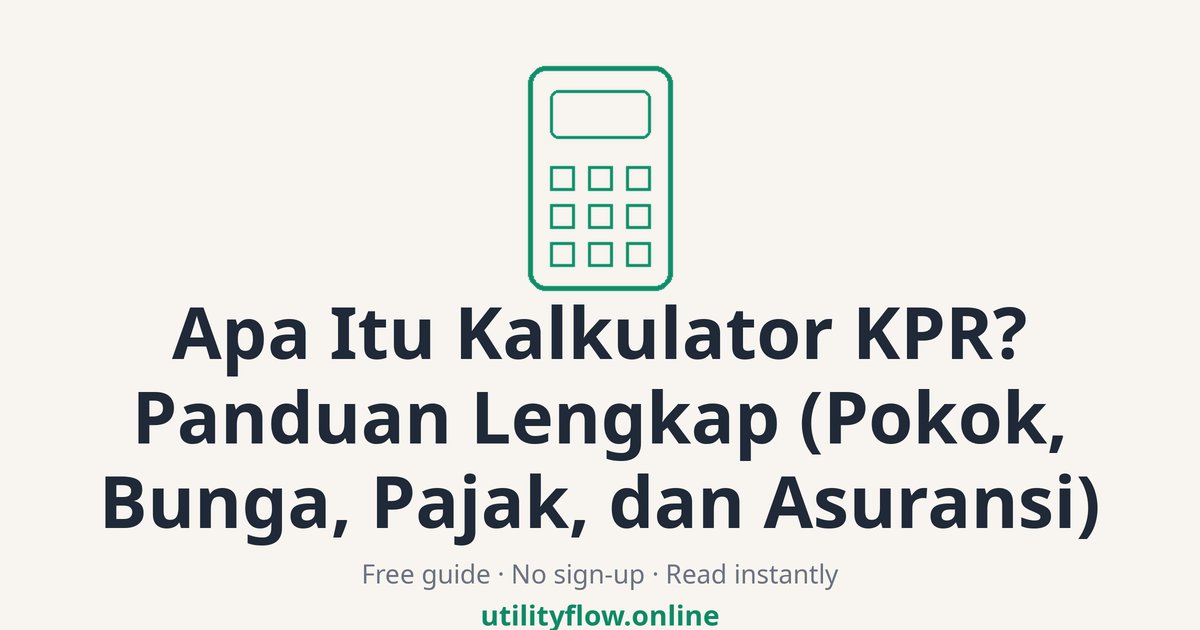 Apa Itu Kalkulator KPR?
Panduan Lengkap (Pokok,
Bunga, Pajak, dan Asuransi)
Free guide · No sign-up · Read instantly
utilityflow.online